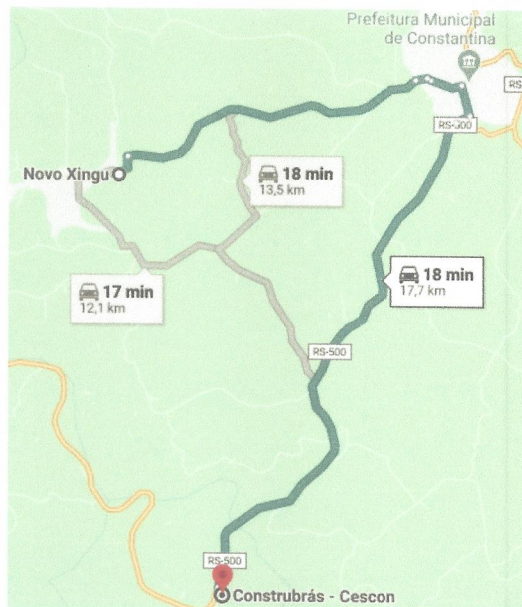 Prefeitura Municipal
de Constantina
RS
RS-500
Novo Xingu
18 min
13,5 km
18 min
17,7 km
17 min
12,1 km
RS-500
RS-500
Construbrás - Cescon